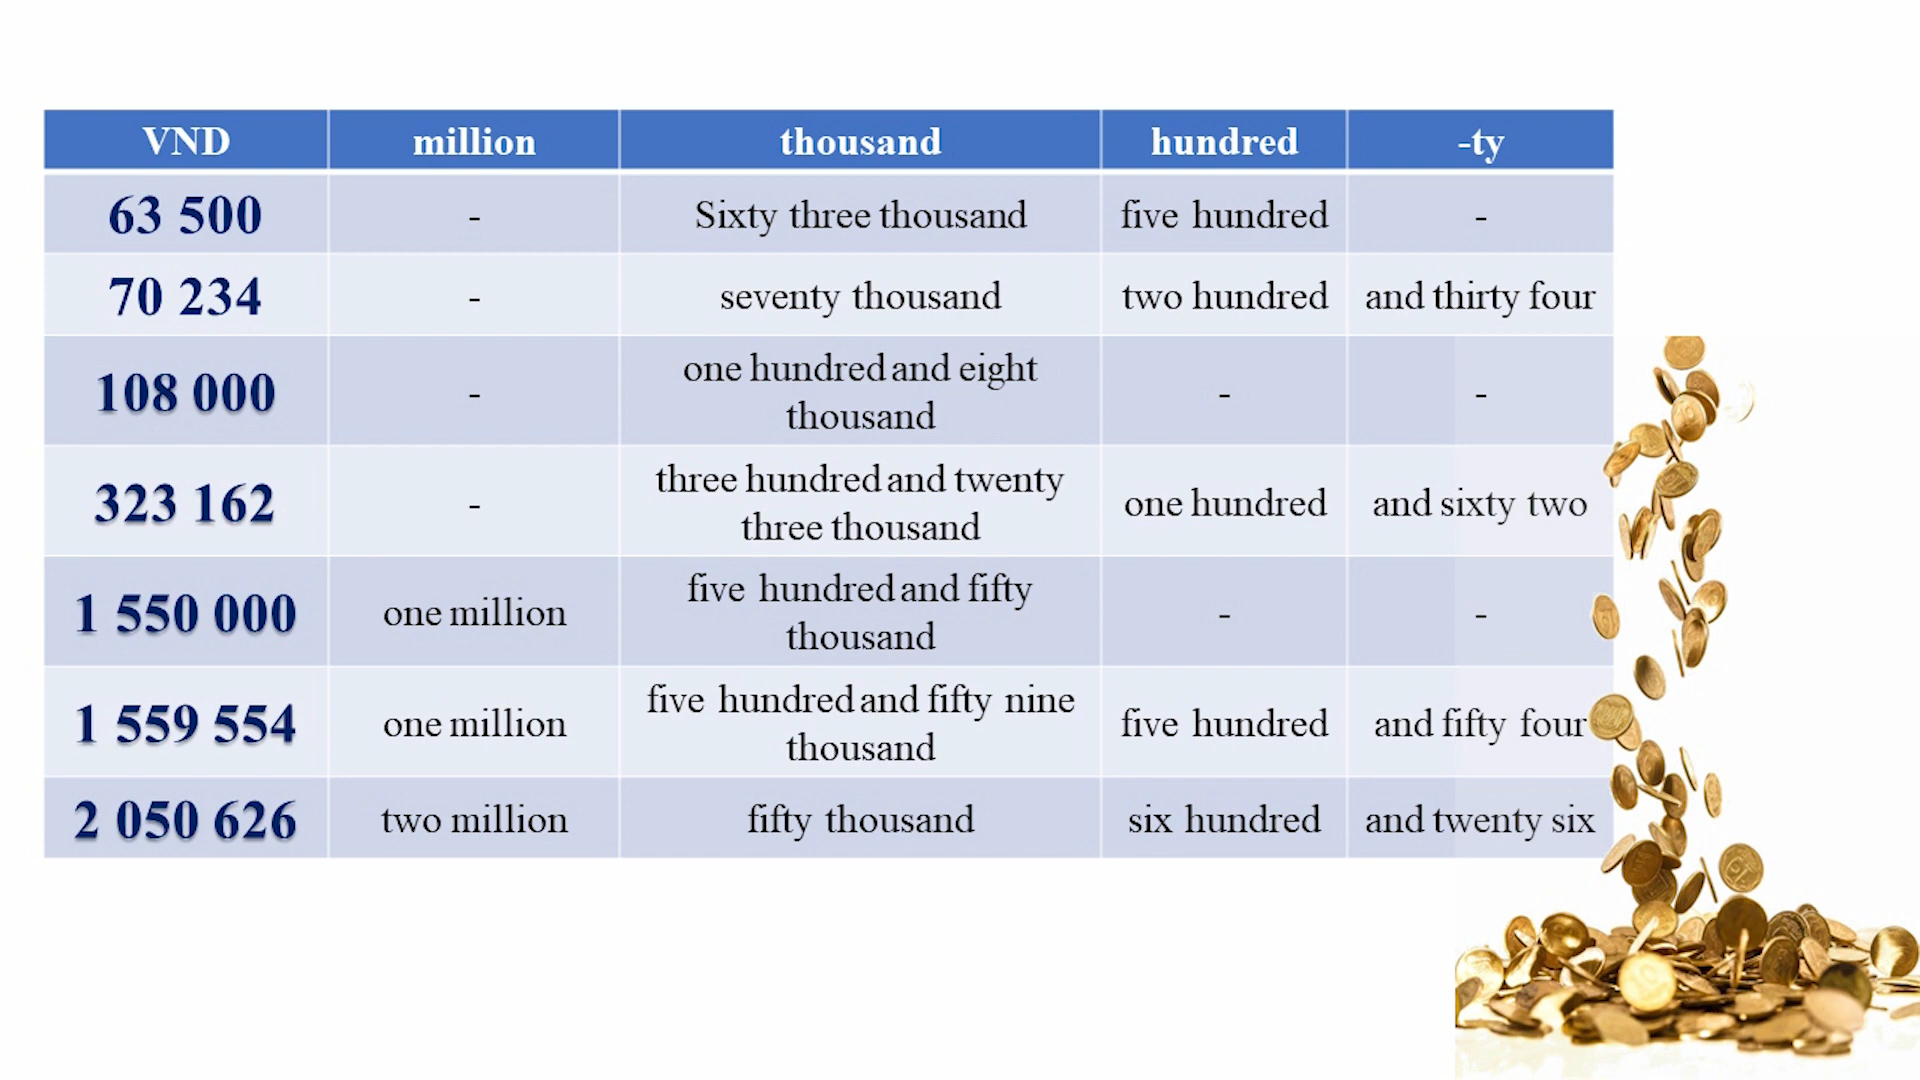 VND million thousand hundred -ty
63 500 - Sixty three thousand five hundred -
70 234 - seventy thousand two hundred and thirty four
108 000 - one hundred and eight
thousand - -
323 162 - three hundred and twenty
three thousand one hundred and sixty two
1 550 000 one million five hundred and fifty
thousand - -
1 559 554 one million five hundred and fifty nine
thousand five hundred and fifty four
2 050 626 two million fifty thousand six hundred and twenty six